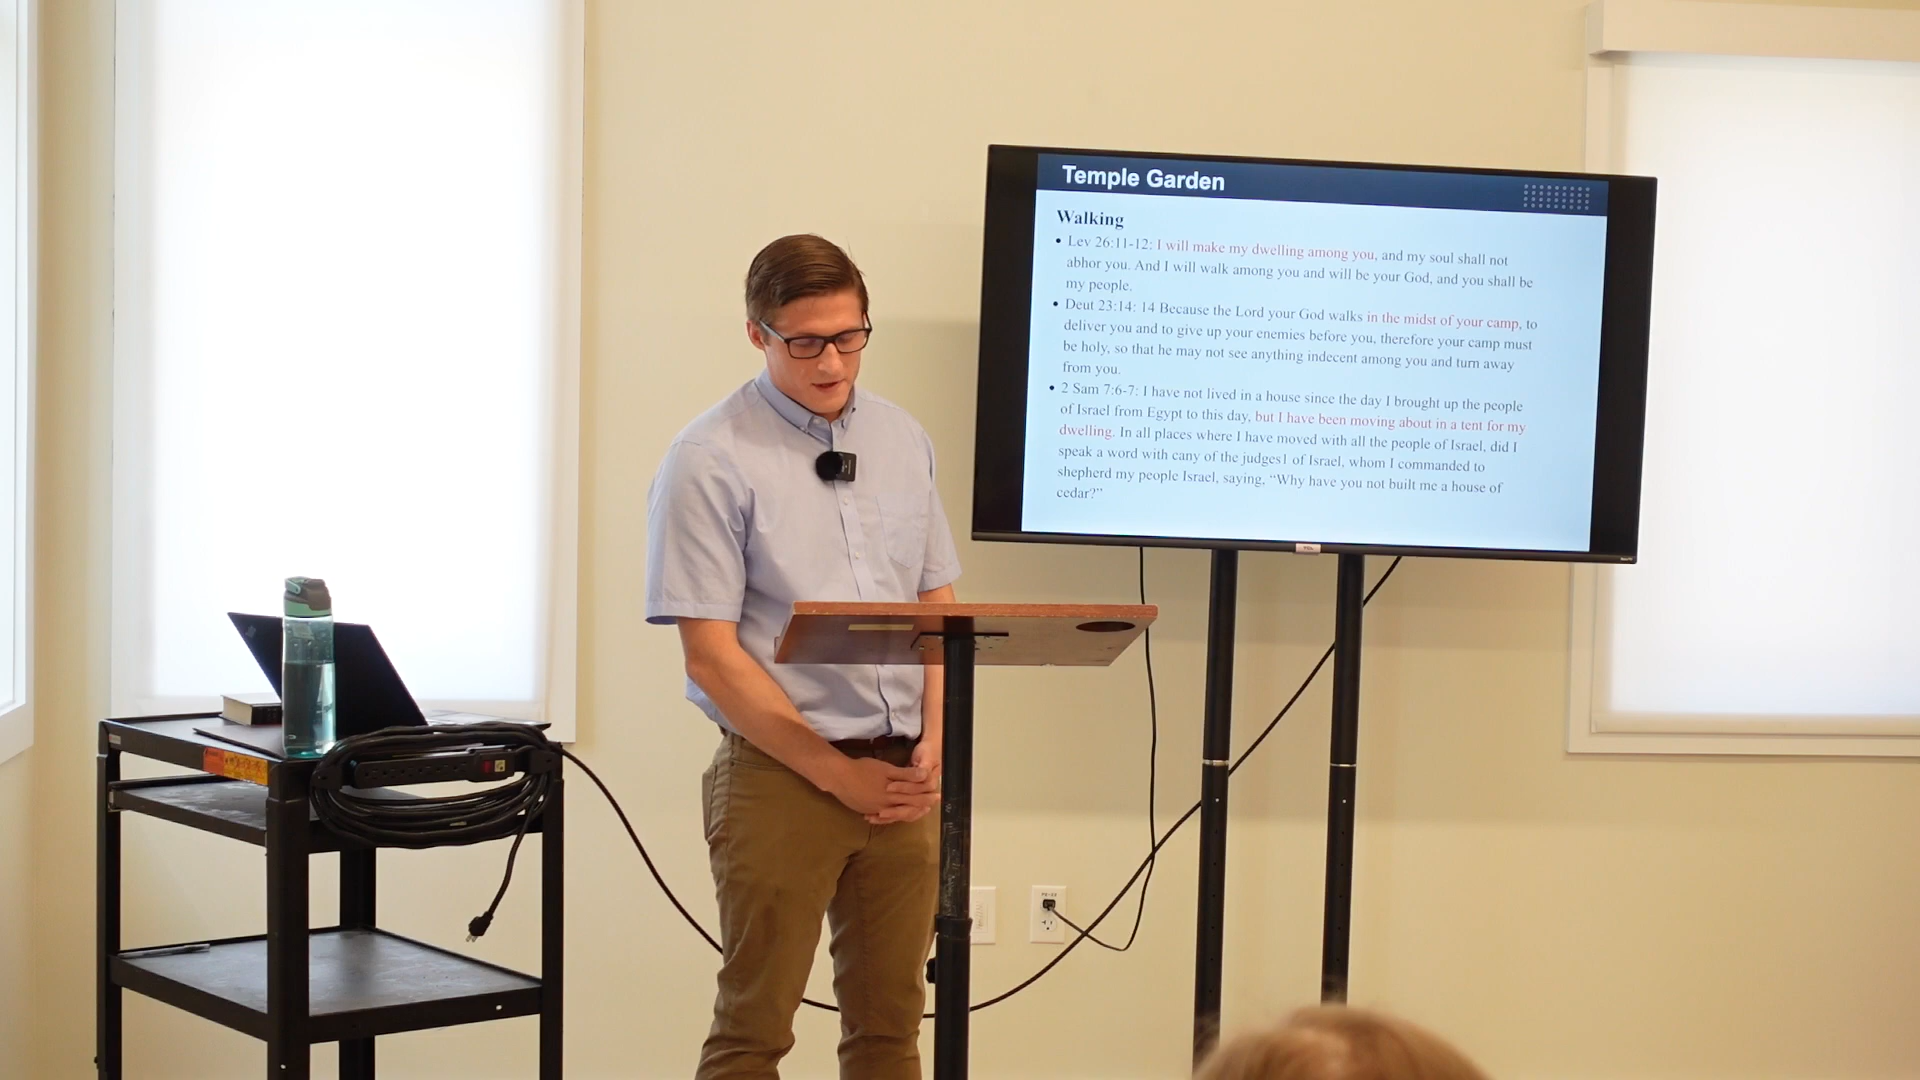 Temple Garden
Walking
• Lev 26:11-12: I will make my dwelling among you, and my soul shall not
abhor you. And I will walk among you and will be your God, and you shall be
my people.
• Deut 23:14: 14 Because the Lord your God walks in the midst of your camp, to
deliver you and to give up your enemies before you, therefore your camp must
be holy, so that he may not see anything indecent among you and turn away
from you.
• 2 Sam 7:6-7: I have not lived in a house since the day I brought up the people
of Israel from Egypt to this day, but I have been moving about in a tent for my
dwelling. In all places where I have moved with all the people of Israel, did I
speak a word with cany of the judges1 of Israel, whom I commanded to
shepherd my people Israel, saying, “Why have you not built me a house of
cedar?”
TCL